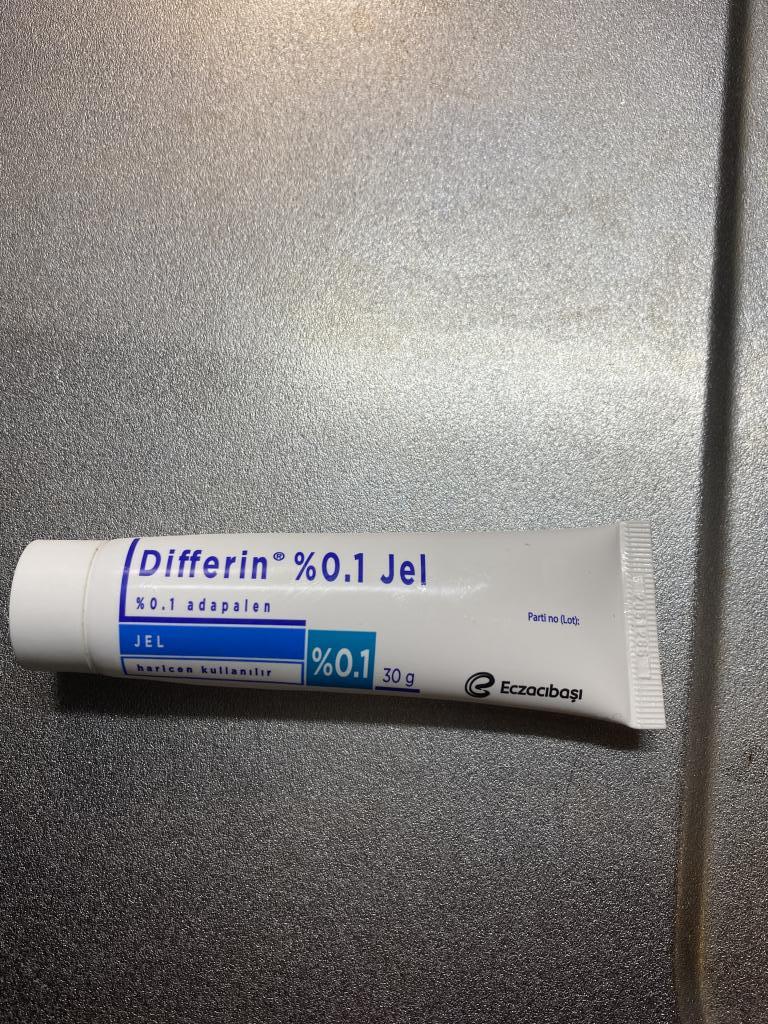 Differin® %0.1 Jel
%0.1 adapalen
JEL
haricen kullanılır
%0.1
30 g
Parti no (Lot):
Eczacıbaşı